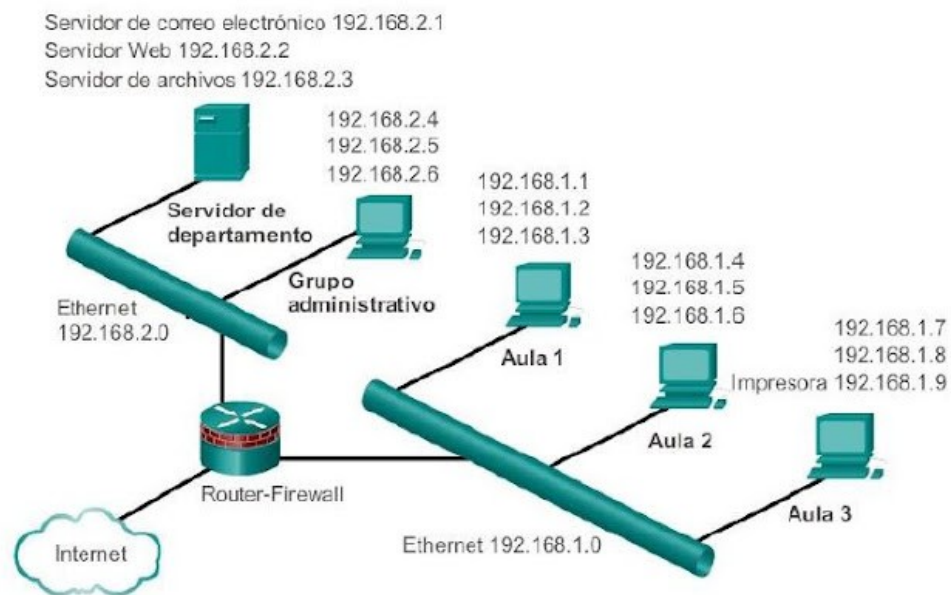 Servidor de correo electrónico 192.168.2.1
Servidor Web 192.168.2.2
Servidor de archivos 192.168.2.3
192.168.2.4
192.168.2.5
192.168.2.6
Servidor de
departamento
Grupo
administrativo
Ethernet
192.168.2.0
192.168.1.1
192.168.1.2
192.168.1.3
Aula 1
192.168.1.4
192.168.1.5
192.168.1.6
Aula 2
192.168.1.7
192.168.1.8
Impresora 192.168.1.9
Aula 3
Router-Firewall
Internet
Ethernet 192.168.1.0